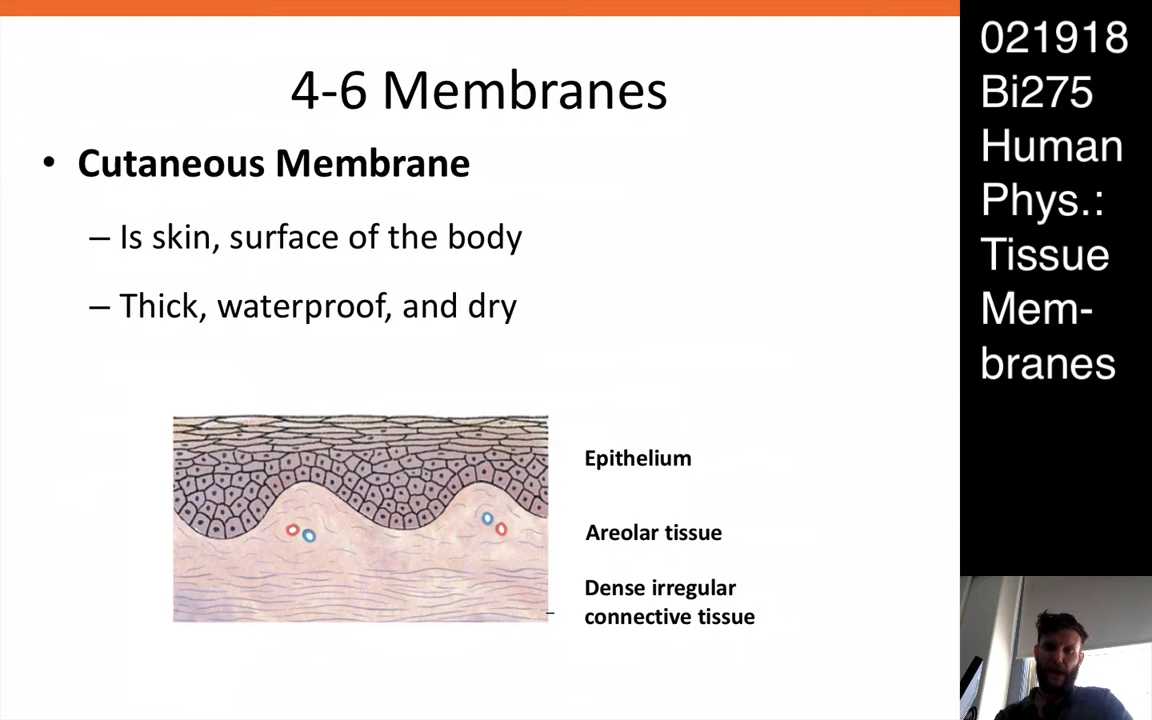 4-6 Membranes
• Cutaneous Membrane
– Is skin, surface of the body
– Thick, waterproof, and dry
Epithelium
Areolar tissue
Dense irregular
connective tissue
021918
Bi275
Human
Phys.:
Tissue
Mem-
branes